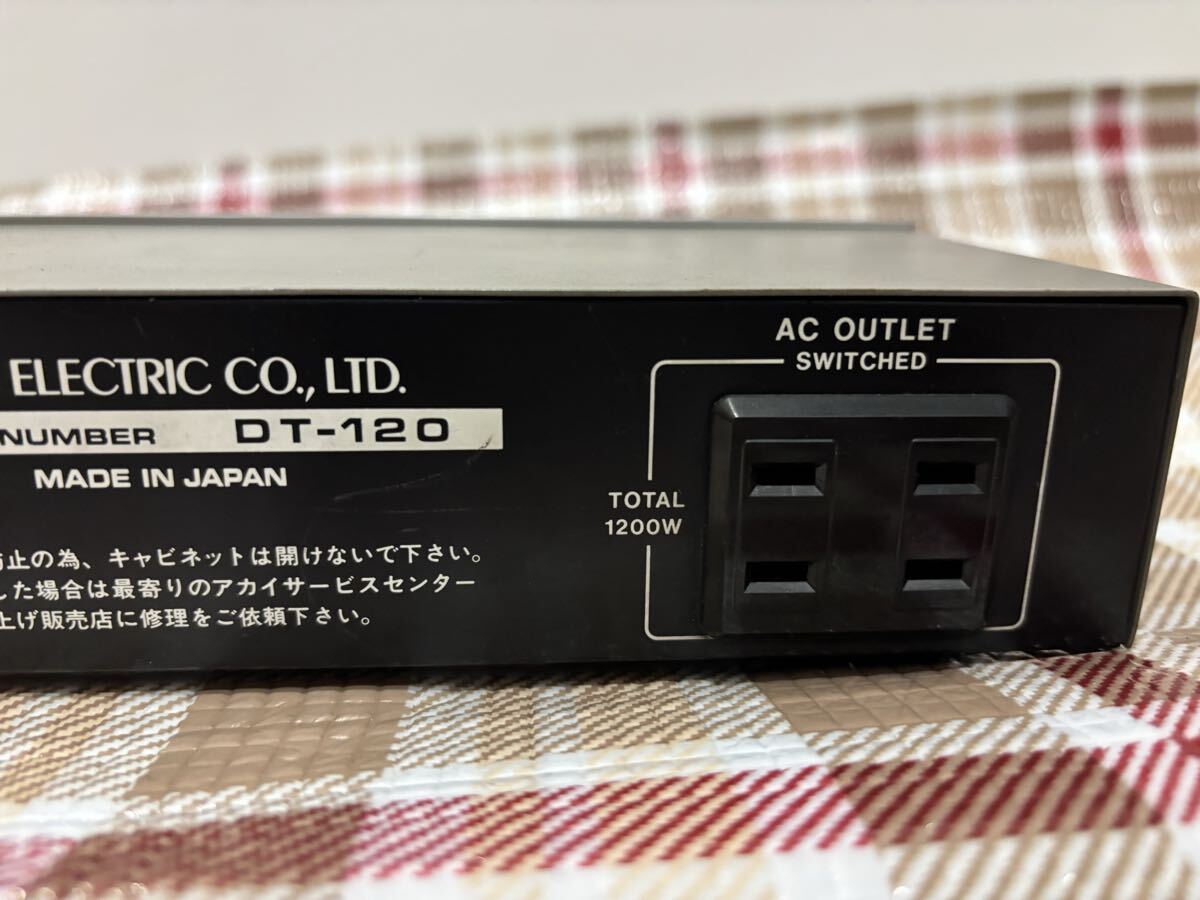 ELECTRIC CO., LTD.
NUMBER DT-120
MADE IN JAPAN
止の為、キャビネットは開けないで下さい。
した場合は最寄りのアカイサービスセンター
上げ販売店に修理をご依頼下さい。
AC OUTLET
SWITCHED
TOTAL
1200W